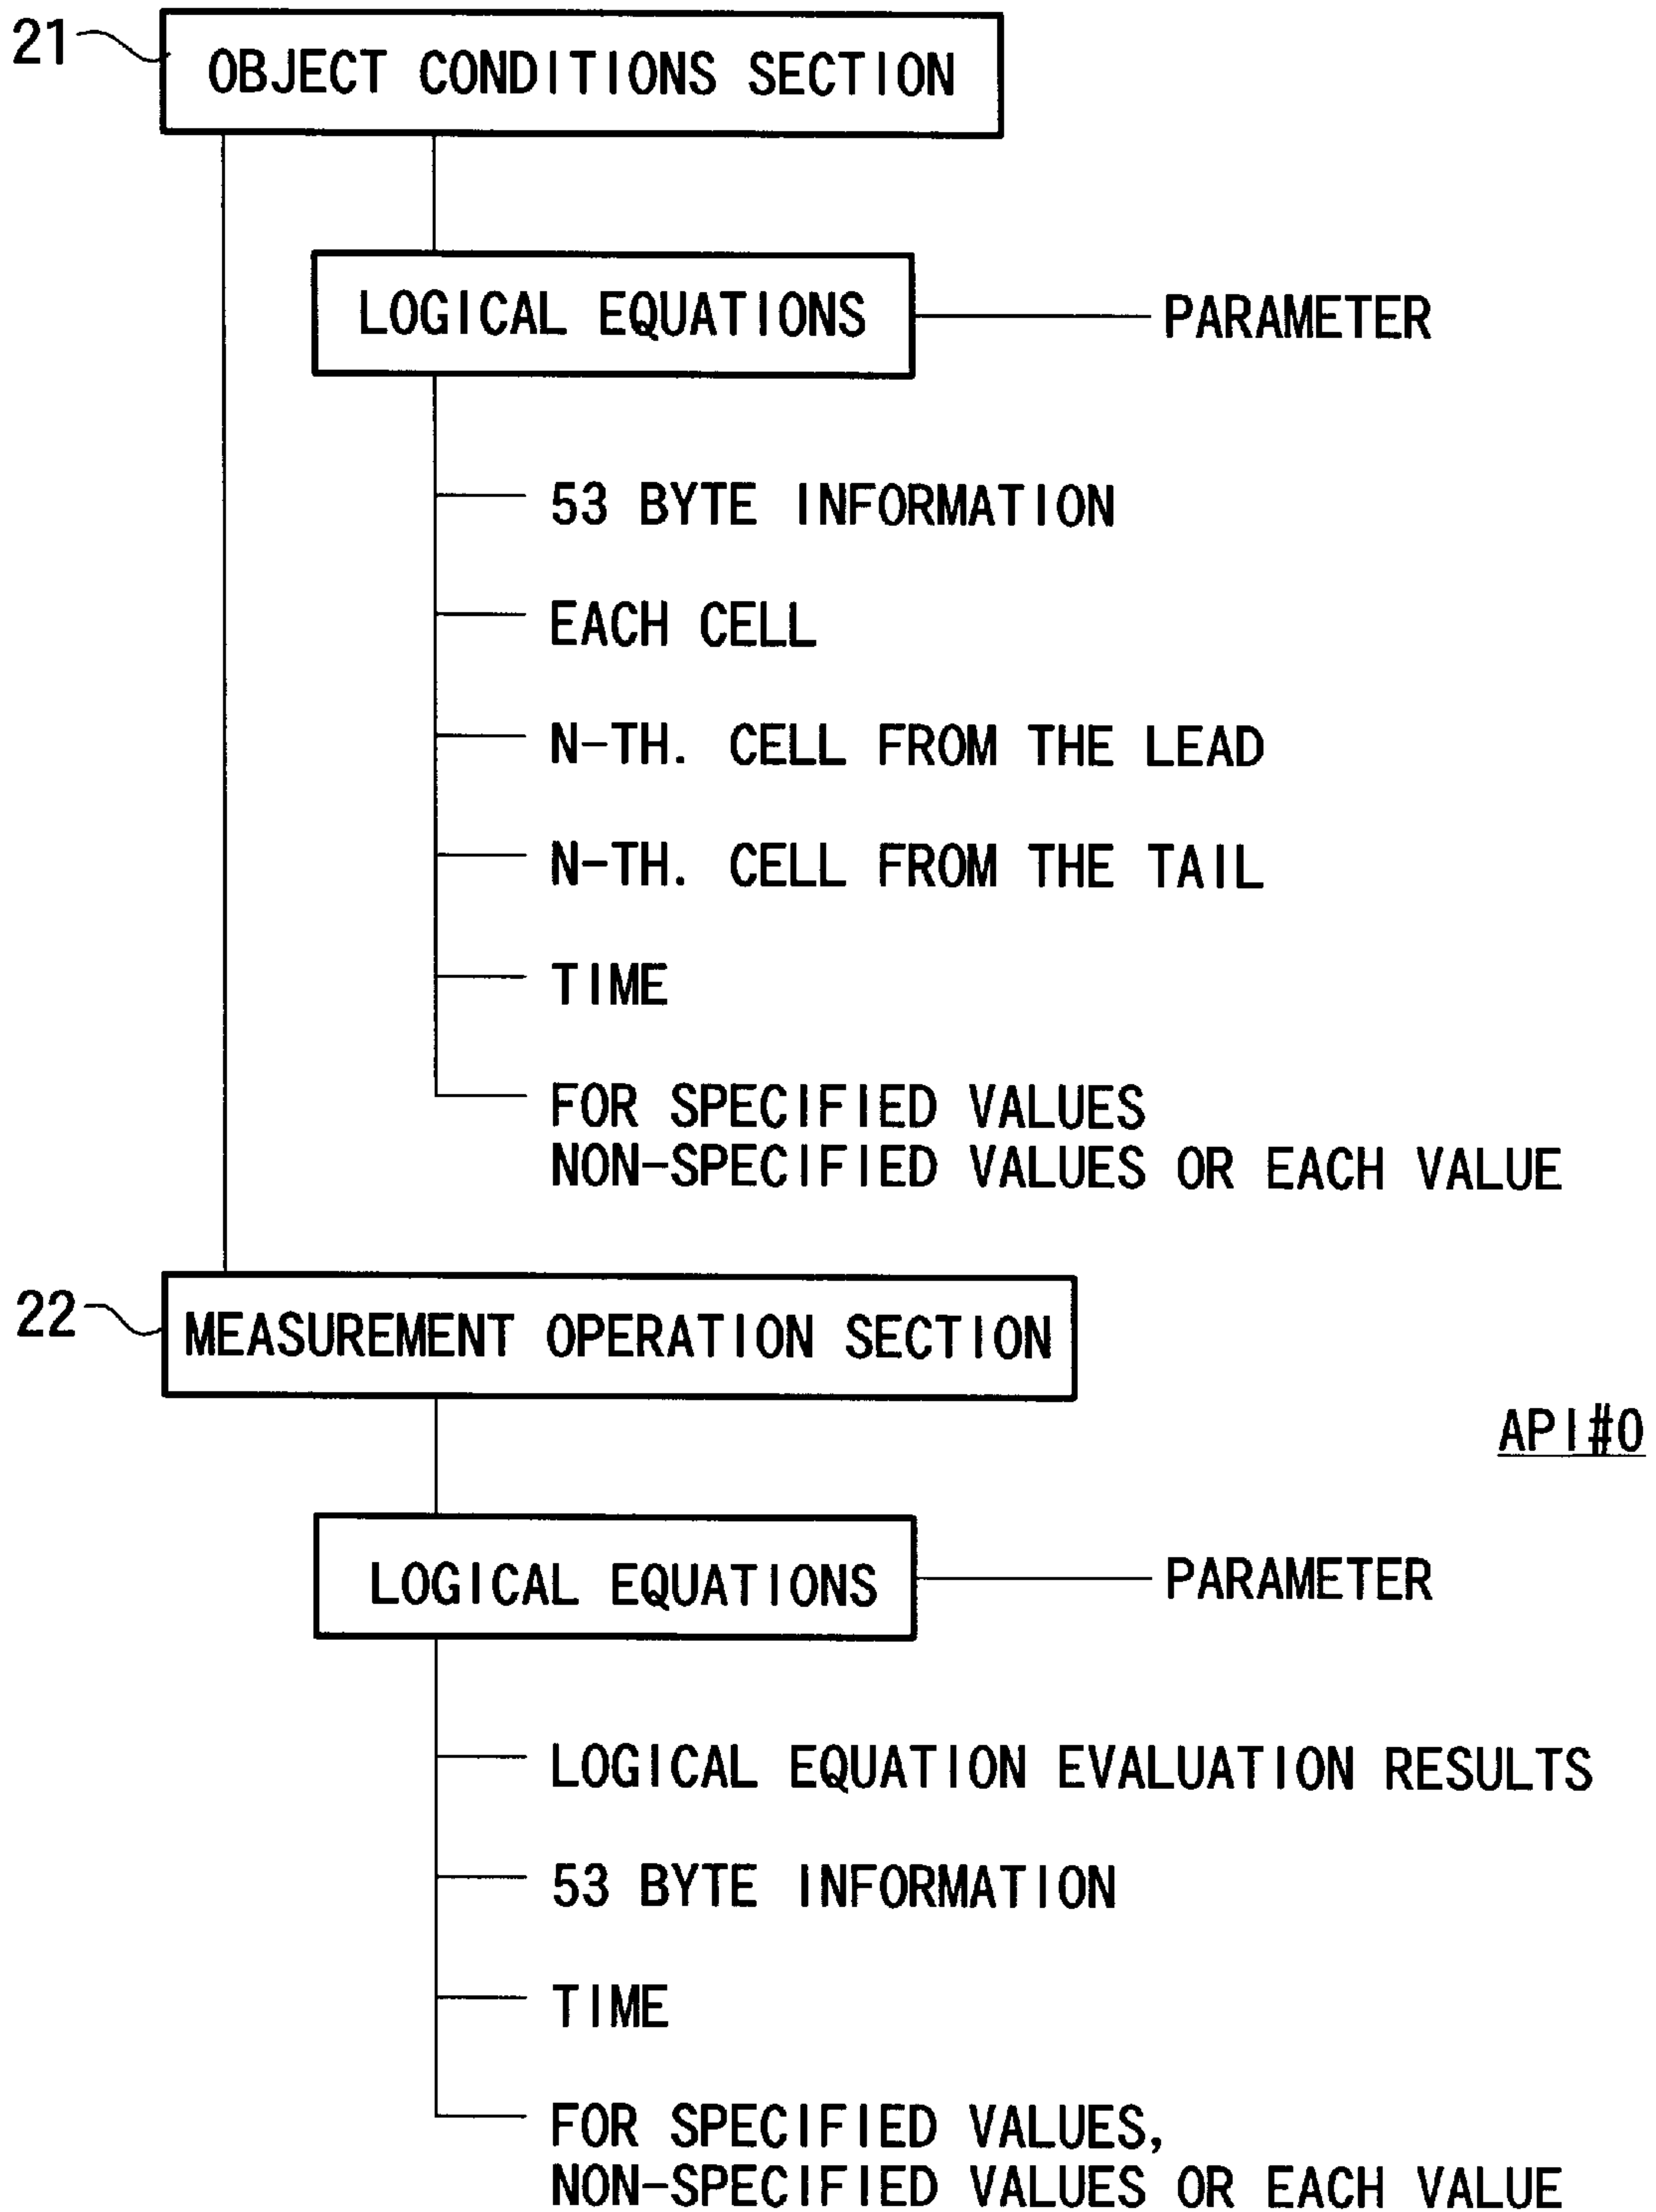 21
OBJECT CONDITIONS SECTION
LOGICAL EQUATIONS
PARAMETER
53 BYTE INFORMATION
EACH CELL
N-TH. CELL FROM THE LEAD
N-TH. CELL FROM THE TAIL
TIME
FOR SPECIFIED VALUES
NON-SPECIFIED VALUES OR EACH VALUE
22
MEASUREMENT OPERATION SECTION
API#0
LOGICAL EQUATIONS
PARAMETER
LOGICAL EQUATION EVALUATION RESULTS
53 BYTE INFORMATION
TIME
FOR SPECIFIED VALUES,
NON-SPECIFIED VALUES OR EACH VALUE